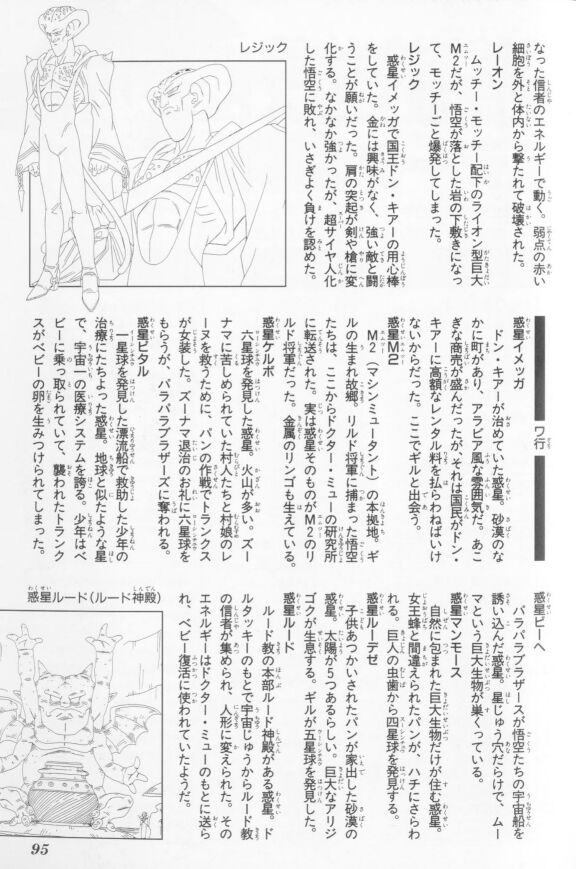 なった信者のエネルギーで動く。弱点の赤い
細胞を外と体内から撃たれて破壊された。
レーオン
ムッチー・モッチー配下のライオン型巨大
M2だが、悟空が落とした岩の下敷きになっ
て、モッチーごと爆発してしまった。
レジック
惑星イメッガで国王ドン・キアーの用心棒
をしていた。金には興味がなく、強い敵と闘
うことが願いだった。肩の突起が剣や槍に変
化する。なかなか強かったが、超サイヤ人化
した悟空に敗れ、いさぎよく負けを認めた。
レジック
ワ行
惑星イメッガ
ドン・キアーが治めていた惑星。砂漠のな
かに町があり、アラビア風な雰囲気だ。あこ
ぎな商売が盛んだったが、それは国民がドン・
キアーに高額なレンタル料を払らわねばいけ
ないからだった。ここでギルと出会う。
惑星M2
M2(マシンミュータント)の本拠地。ギ
ルの生まれ故郷。リルド将軍に捕まった悟空
たちは、ここからドクター・ミューの研究所
に転送された。実は惑星そのものがM2のリ
ルド将軍だった。金属のリンゴも生えている。
惑星ケルボ
六星球を発見した惑星。火山が多い。ズー
ナマに苦しめられていた村人たちと村娘のレ
ーヌを救うために、パンの作戦でトランクス
が女装した。ズーナマ退治のお礼に六星球を
もらうが、パラパラブラザーズに奪われる。
惑星ピタル
一星球を発見した漂流船で救助した少年の
治療にたちよった惑星。地球と似たような星
で、宇宙一の医療システムを誇る。少年はベ
ビーに乗っ取られていて、襲われたトランク
スがベビーの卵を生みつけられてしまった。
惑星ビーヘ
パラパラブラザースが悟空たちの宇宙船を
誘い込んだ惑星。星じゅう穴だらけで、ムー
マという巨大生物が巣くっている。
惑星マンモース
自然に包まれた巨大生物だけが住む惑星。
女王蜂と間違えられたパンが、ハチにさらわ
れる。巨人の虫歯から四星球を発見する。
惑星ルーデゼ
子供あつかいされたパンが家出した砂漠の
惑星。太陽が5つあるらしい。巨大なアリジ
ゴクが生息する。ギルが五星球を発見した。
惑星ルード
ルード教の本部ルード神殿がある惑星。ド
ルタッキーのもとで宇宙じゅうからルード教
の信者が集められ、人形に変えられた。その
エネルギーはドクター・ミューのもとに送ら
れ、ベビー復活に使われていたようだ。
惑星ルード(ルード神殿)
95